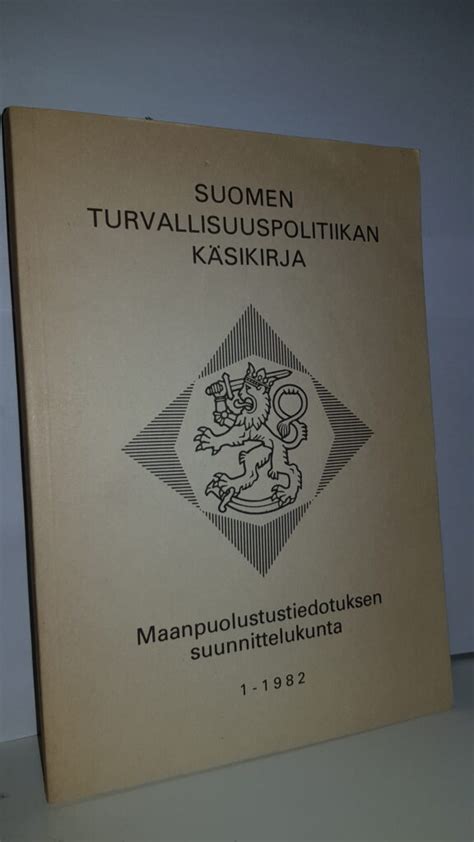 SUOMEN
TURVALLISUUSPOLITIIKAN
KÄSIKIRJA
Maanpuolustustiedotuksen
suunnittelukunta
1-1982